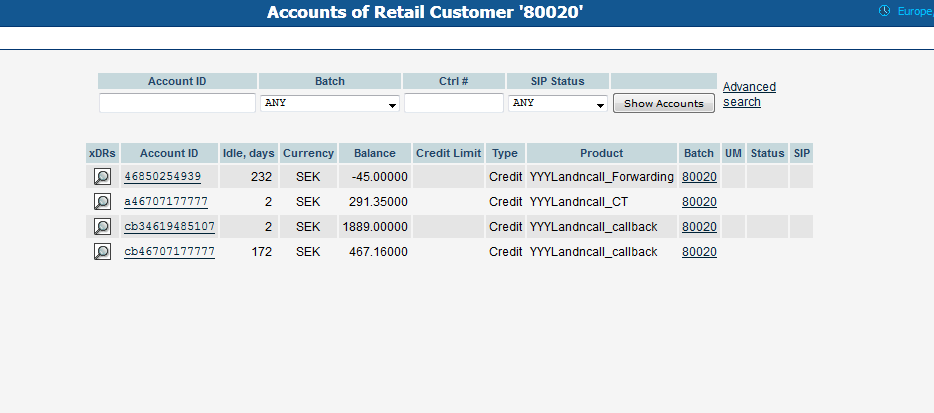 Accounts of Retail Customer '80020'
Europe,
Account ID Batch Ctrl # SIP Status
ANY ANY Show Accounts Advanced search
xDRs Account ID Idle, days Currency Balance Credit Limit Type Product Batch UM Status SIP
46850254939 232 SEK -45.00000 Credit YYYLandncall_Forwarding 80020
a46707177777 2 SEK 291.35000 Credit YYYLandncall_CT 80020
cb34619485107 2 SEK 1889.00000 Credit YYYLandncall_callback 80020
cb46707177777 172 SEK 467.16000 Credit YYYLandncall_callback 80020